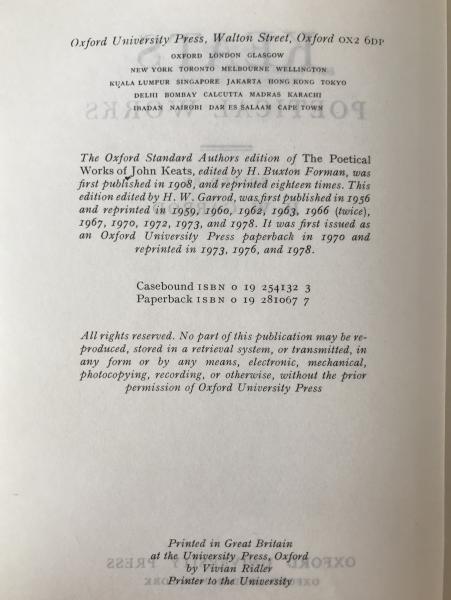 Oxford University Press, Walton Street, Oxford OX2 6DP
OXFORD LONDON GLASGOW
NEW YORK TORONTO MELBOURNE WELLINGTON
KUALA LUMPUR SINGAPORE JAKARTA HONG KONG TOKYO
DELHI BOMBAY CALCUTTA MADRAS KARACHI
IBADAN NAIROBI DAR ES SALAAM CAPE TOWN
The Oxford Standard Authors edition of The Poetical
Works of John Keats, edited by H. Buxton Forman, was
first published in 1908, and reprinted eighteen times. This
edition edited by H. W. Garrod, was first published in 1956
and reprinted in 1959, 1960, 1962, 1963, 1966 (twice),
1967, 1970, 1972, 1973, and 1978. It was first issued as
an Oxford University Press paperback in 1970 and
reprinted in 1973, 1976, and 1978.
Casebound ISBN 0 19 254132 3
Paperback ISBN 0 19 281067 7
All rights reserved. No part of this publication may be re-
produced, stored in a retrieval system, or transmitted, in
any form or by any means, electronic, mechanical,
photocopying, recording, or otherwise, without the prior
permission of Oxford University Press
Printed in Great Britain
at the University Press, Oxford
by Vivian Ridler
Printer to the University